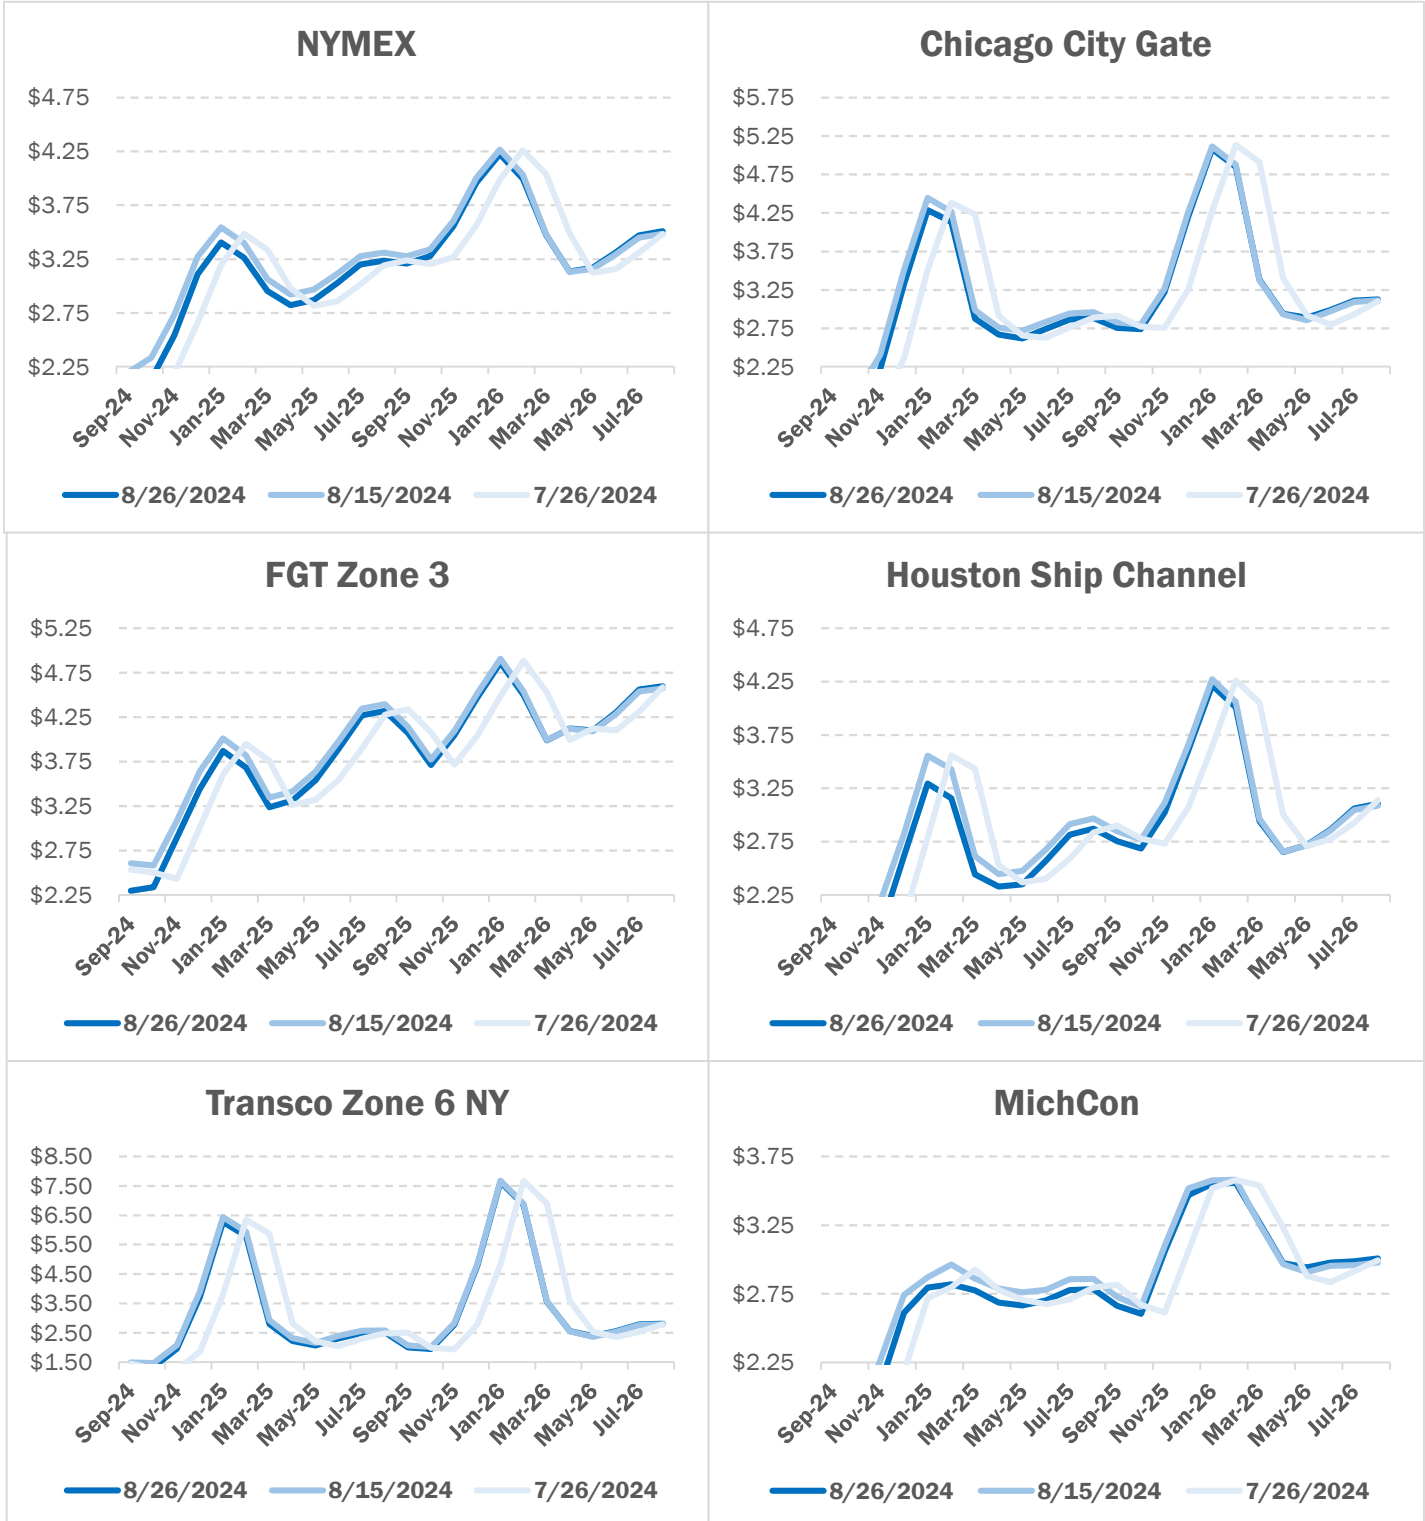 NYMEX
$4.75
$4.25
$3.75
$3.25
$2.75
$2.25
Sep-24 Nov-24 Jan-25 Mar-25 May-25 Jul-25 Sep-25 Nov-25 Jan-26 Mar-26 May-26 Jul-26
8/26/2024 8/15/2024 7/26/2024
Chicago City Gate
$5.75
$5.25
$4.75
$4.25
$3.75
$3.25
$2.75
$2.25
Sep-24 Nov-24 Jan-25 Mar-25 May-25 Jul-25 Sep-25 Nov-25 Jan-26 Mar-26 May-26 Jul-26
8/26/2024 8/15/2024 7/26/2024
FGT Zone 3
$5.25
$4.75
$4.25
$3.75
$3.25
$2.75
$2.25
Sep-24 Nov-24 Jan-25 Mar-25 May-25 Jul-25 Sep-25 Nov-25 Jan-26 Mar-26 May-26 Jul-26
8/26/2024 8/15/2024 7/26/2024
Houston Ship Channel
$4.75
$4.25
$3.75
$3.25
$2.75
$2.25
Sep-24 Nov-24 Jan-25 Mar-25 May-25 Jul-25 Sep-25 Nov-25 Jan-26 Mar-26 May-26 Jul-26
8/26/2024 8/15/2024 7/26/2024
Transco Zone 6 NY
$8.50
$7.50
$6.50
$5.50
$4.50
$3.50
$2.50
$1.50
Sep-24 Nov-24 Jan-25 Mar-25 May-25 Jul-25 Sep-25 Nov-25 Jan-26 Mar-26 May-26 Jul-26
8/26/2024 8/15/2024 7/26/2024
MichCon
$3.75
$3.25
$2.75
$2.25
Sep-24 Nov-24 Jan-25 Mar-25 May-25 Jul-25 Sep-25 Nov-25 Jan-26 Mar-26 May-26 Jul-26
8/26/2024 8/15/2024 7/26/2024